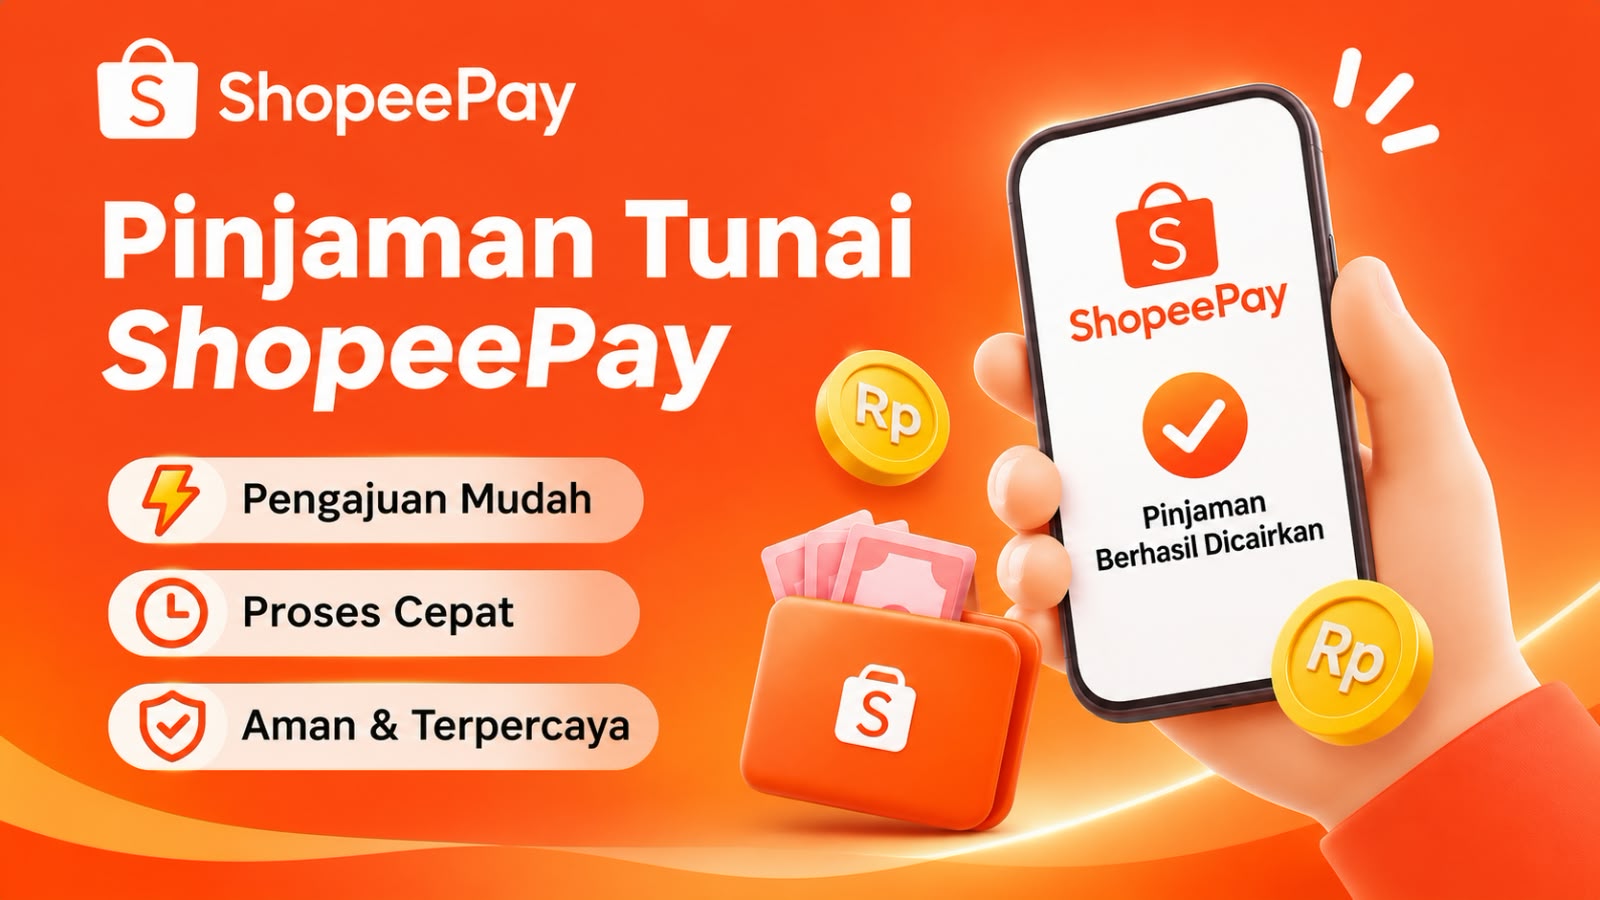 S
ShopeePay
Pinjaman Tunai
ShopeePay
Pengajuan Mudah
Proses Cepat
Aman & Terpercaya
Rp
S
S
ShopeePay
Pinjaman
Berhasil Dicairkan
Rp